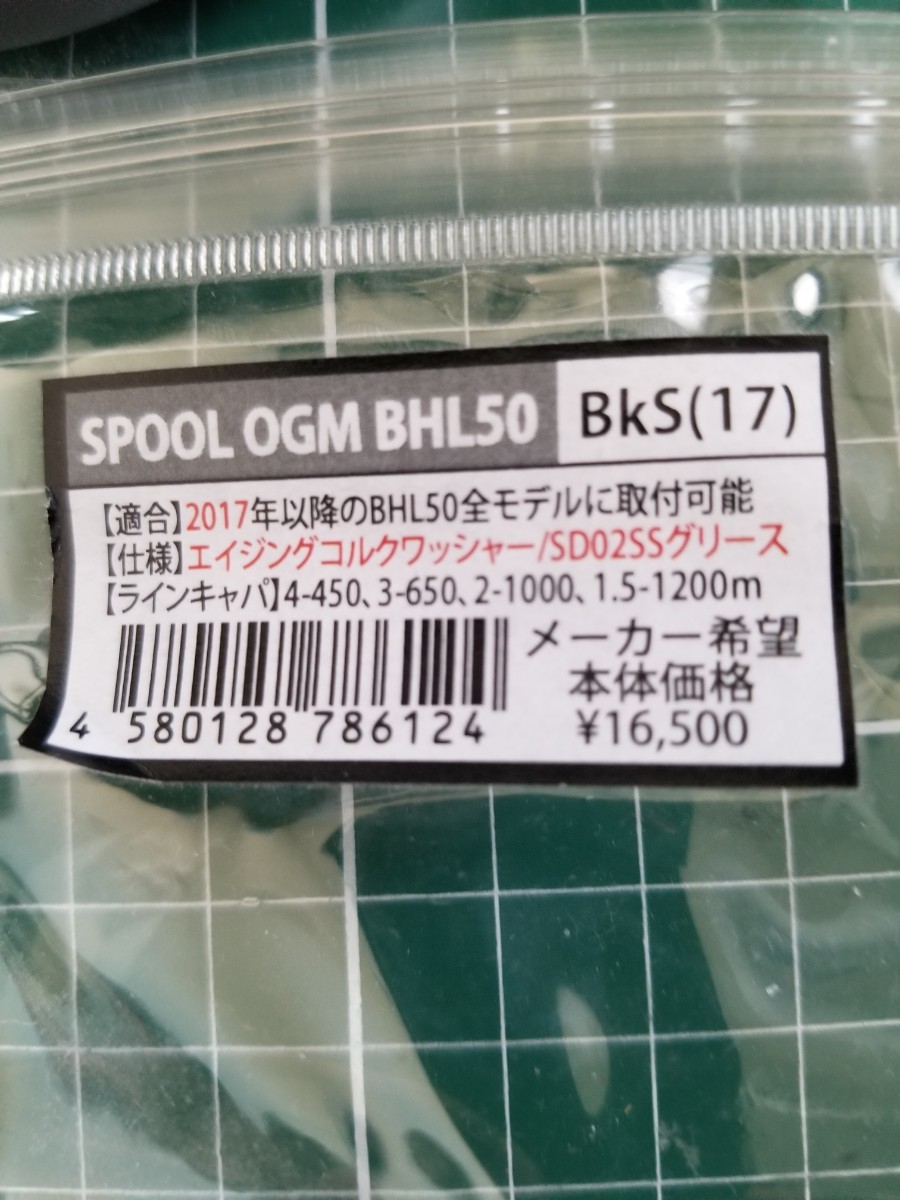 SPOOL OGM BHL50 BkS(17)
【適合】2017年以降のBHL50全モデルに取付可能
【仕様】エイジングコルクワッシャー/SD02SSグリース
【ラインキャパ】4-450、3-650、2-1000、1.5-1200m
メーカー希望
本体価格
¥16,500
4 580128 786124